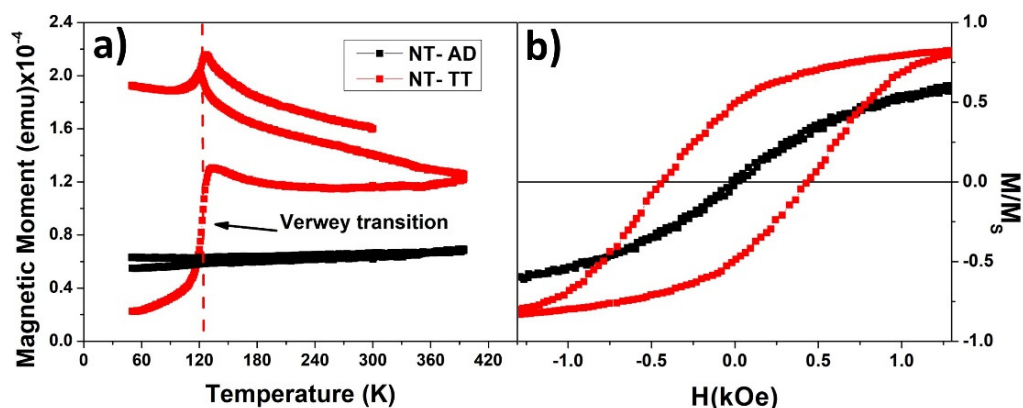 a)
b)
NT- AD
NT- TT
Verwey transition
Magnetic Moment (emu)x10-4
2.4
2.0
1.6
1.2
0.8
0.4
0.0
0 60 120 180 240 300 360 420
Temperature (K)
-1.0 -0.5 0.0 0.5 1.0
H(kOe)
1.0
0.5
0.0
-0.5
-1.0
M/MS